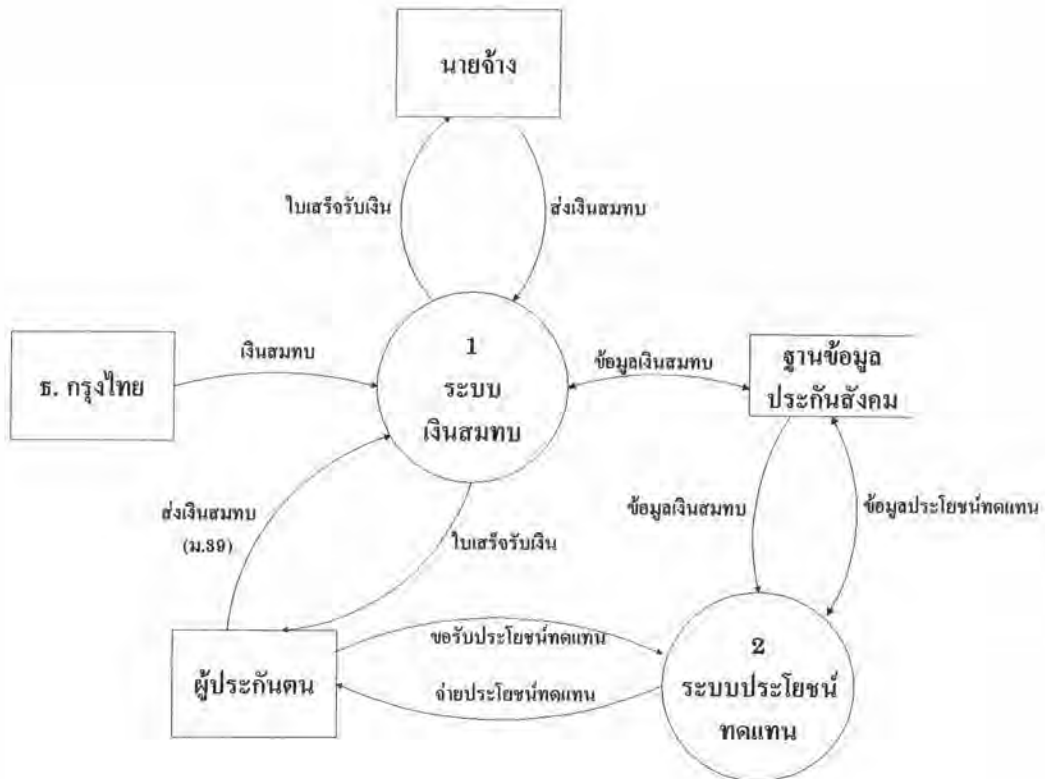 นายจ้าง
ใบเสร็จรับเงิน
ส่งเงินสมทบ
ธ. กรุงไทย
เงินสมทบ
1
ระบบ
เงินสมทบ
ข้อมูลเงินสมทบ
ฐานข้อมูล
ประกันสังคม
ส่งเงินสมทบ
(ม.39)
ใบเสร็จรับเงิน
ข้อมูลเงินสมทบ
ข้อมูลประโยชน์ทดแทน
ผู้ประกันตน
ขอรับประโยชน์ทดแทน
จ่ายประโยชน์ทดแทน
2
ระบบประโยชน์
ทดแทน